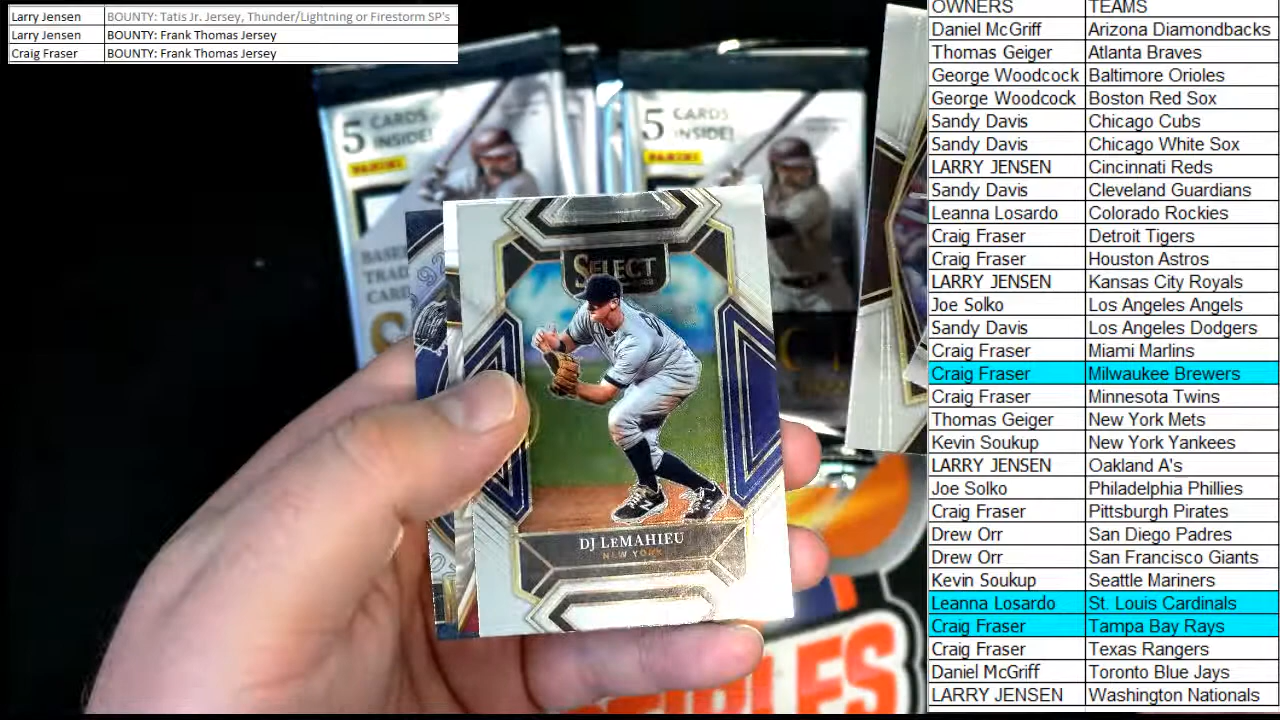 Larry Jensen BOUNTY: Tatis Jr. Jersey, Thunder/Lightning or Firestorm SP's
Larry Jensen BOUNTY: Frank Thomas Jersey
Craig Fraser BOUNTY: Frank Thomas Jersey
5 CARDS INSIDE!
PANINI
5 CARDS INSIDE!
PANINI
SELECT
DJ LEMAHIEU
NEW YORK
OWNERS TEAMS
Daniel McGriff Arizona Diamondbacks
Thomas Geiger Atlanta Braves
George Woodcock Baltimore Orioles
George Woodcock Boston Red Sox
Sandy Davis Chicago Cubs
Sandy Davis Chicago White Sox
LARRY JENSEN Cincinnati Reds
Sandy Davis Cleveland Guardians
Leanna Losardo Colorado Rockies
Craig Fraser Detroit Tigers
Craig Fraser Houston Astros
LARRY JENSEN Kansas City Royals
Joe Solko Los Angeles Angels
Sandy Davis Los Angeles Dodgers
Craig Fraser Miami Marlins
Craig Fraser Milwaukee Brewers
Craig Fraser Minnesota Twins
Thomas Geiger New York Mets
Kevin Soukup New York Yankees
LARRY JENSEN Oakland A's
Joe Solko Philadelphia Phillies
Craig Fraser Pittsburgh Pirates
Drew Orr San Diego Padres
Drew Orr San Francisco Giants
Kevin Soukup Seattle Mariners
Leanna Losardo St. Louis Cardinals
Craig Fraser Tampa Bay Rays
Craig Fraser Texas Rangers
Daniel McGriff Toronto Blue Jays
LARRY JENSEN Washington Nationals